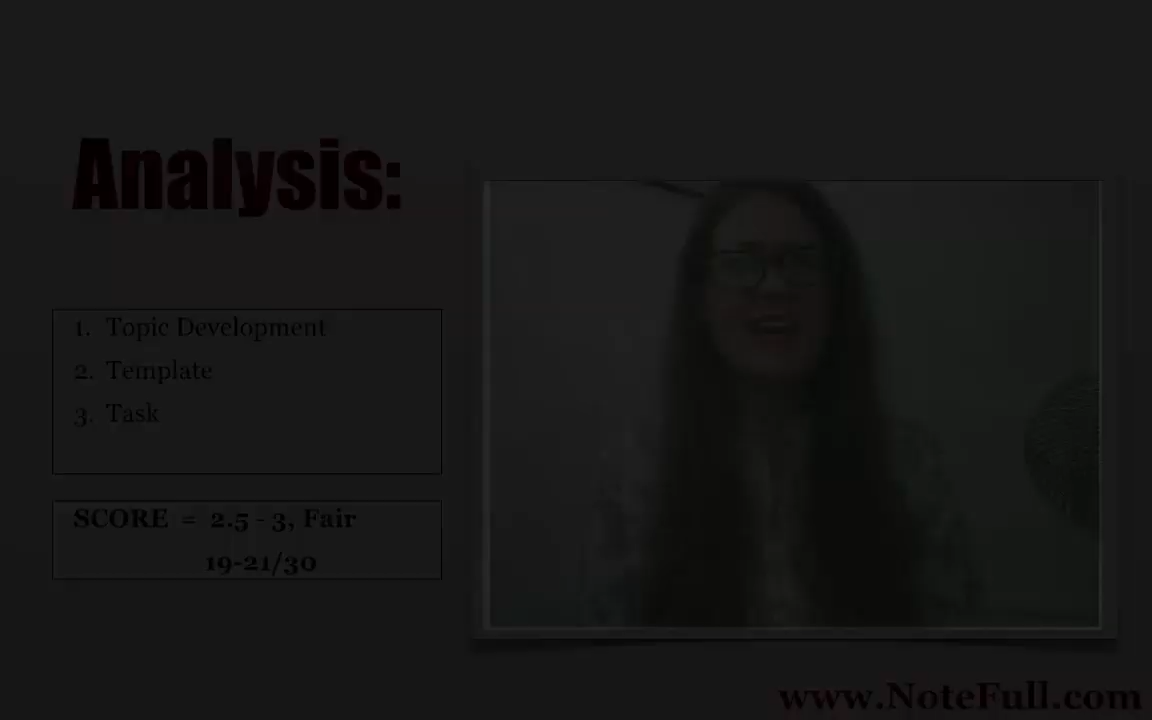 Analysis:
1. Topic Development
2. Template
3. Task
SCORE = 2.5 - 3, Fair
19-21/30
www.NoteFull.com